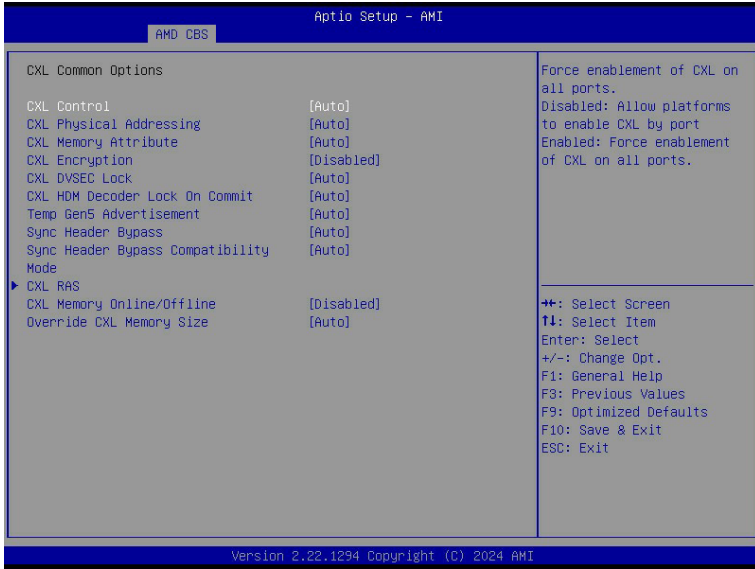 Aptio Setup – AMI
AMD CBS
CXL Common Options
CXL Control [Auto]
CXL Physical Addressing [Auto]
CXL Memory Attribute [Auto]
CXL Encryption [Disabled]
CXL DVSEC Lock [Auto]
CXL HDM Decoder Lock On Commit [Auto]
Temp Gen5 Advertisement [Auto]
Sync Header Bypass [Auto]
Sync Header Bypass Compatibility [Auto]
Mode
▶ CXL RAS
CXL Memory Online/Offline [Disabled]
Override CXL Memory Size [Auto]
Force enablement of CXL on
all ports.
Disabled: Allow platforms
to enable CXL by port
Enabled: Force enablement
of CXL on all ports.
→←: Select Screen
↑↓: Select Item
Enter: Select
+/-: Change Opt.
F1: General Help
F3: Previous Values
F9: Optimized Defaults
F10: Save & Exit
ESC: Exit
Version 2.22.1294 Copyright (C) 2024 AMI